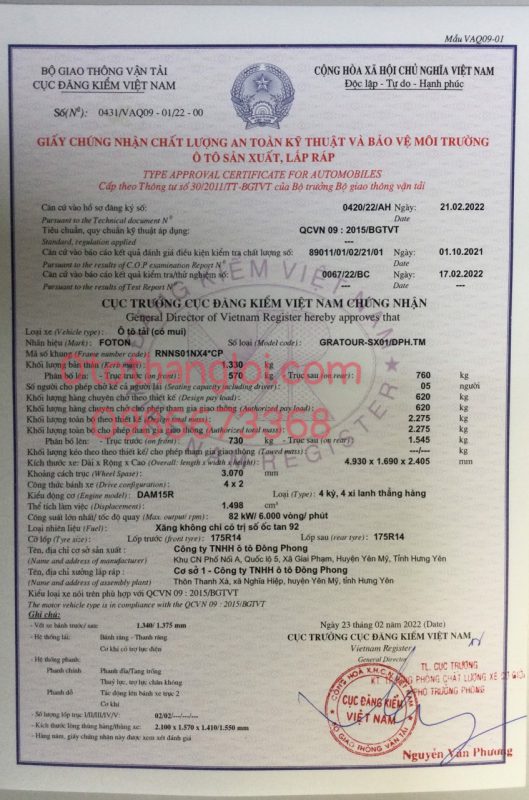 Mẫu VAQ09-01
BỘ GIAO THÔNG VẬN TẢI
CỤC ĐĂNG KIỂM VIỆT NAM
CỘNG HÒA XÃ HỘI CHỦ NGHĨA VIỆT NAM
Độc lập - Tự do - Hạnh phúc
Số(Nº): 0431/VAQ09 - 01/22 - 00
GIẤY CHỨNG NHẬN CHẤT LƯỢNG AN TOÀN KỸ THUẬT VÀ BẢO VỆ MÔI TRƯỜNG
Ô TÔ SẢN XUẤT, LẮP RÁP
TYPE APPROVAL CERTIFICATE FOR AUTOMOBILES
Cấp theo Thông tư số 30/2011/TT-BGTVT của Bộ trưởng Bộ giao thông vận tải
Căn cứ vào hồ sơ đăng ký số: 0420/22/AH Ngày: 21.02.2022
Pursuant to the Technical document Nº Date
Tiêu chuẩn, quy chuẩn kỹ thuật áp dụng: QCVN 09 : 2015/BGTVT
Standard, regulation applied ---
Căn cứ vào báo cáo kết quả đánh giá điều kiện kiểm tra chất lượng số: 89011/01/02/21/01 01.10.2021
Pursuant to the results of C.O.P examination Report Nº Date
Căn cứ vào báo cáo kết quả kiểm tra/thử nghiệm số: 0067/22/BC Ngày: 17.02.2022
Pursuant to the results of Test Report Nº --- Date
CỤC TRƯỞNG CỤC ĐĂNG KIỂM VIỆT NAM CHỨNG NHẬN
General Director of Vietnam Register hereby approves that
Loại xe (Vehicle type) : Ô tô tải (có mui)
Nhãn hiệu (Mark) : FOTON Số loại (Model code) : GRATOUR-SX01/DPH.TM
Mã số khung (Frame number code) : RNNS01NX4*CP
Khối lượng bản thân (Kerb mass) : 1.330 kg
Phân bố lên: - Trục trước (on front) : 570 kg - Trục sau (on rear) : 760 kg
Số người cho phép chở kể cả người lái (Seating capacity including driver) : 05 người
Khối lượng hàng chuyên chở theo thiết kế (Design pay load) : 620 kg
Khối lượng hàng chuyên chở cho phép tham gia giao thông (Authorized pay load) : 620 kg
Khối lượng toàn bộ theo thiết kế (Design total mass) : 2.275 kg
Khối lượng toàn bộ cho phép tham gia giao thông (Authorized total mass) : 2.275 kg
Phân bố lên: - Trục trước (on front) : 730 kg - Trục sau (on rear) : 1.545 kg
Khối lượng kéo theo theo thiết kế/ cho phép tham gia giao thông (Towed mass) : ---/--- kg
Kích thước xe: Dài x Rộng x Cao (Overall: length x width x height) : 4.930 x 1.690 x 2.405 mm
Khoảng cách trục (Wheel Space) : 3.070 mm
Công thức bánh xe (Drive configuration) : 4 x 2
Kiểu động cơ (Engine model) : DAM15R Loại (Type) : 4 kỳ, 4 xi lanh thẳng hàng
Thể tích làm việc (Displacement) : 1.498 cm³
Công suất lớn nhất/ tốc độ quay (Max. output/ rpm) : 82 kW/ 6.000 vòng/ phút
Loại nhiên liệu (Fuel) : Xăng không chì có trị số ốc tan 92
Cỡ lốp (Tyre size) : Lốp trước (front tyre) : 175R14 Lốp sau (rear tyre) : 175R14
Tên, địa chỉ cơ sở sản xuất : Công ty TNHH ô tô Đông Phong
Name and address of manufacturer) Khu CN Phố Nối A, Quốc lộ 5, Xã Giai Phạm, Huyện Yên Mỹ, Tỉnh Hưng Yên
Tên, địa chỉ xưởng lắp ráp : Cơ sở 1 - Công ty TNHH ô tô Đông Phong
(Name and address of assembly plant) Thôn Thanh Xá, xã Nghĩa Hiệp, huyện Yên Mỹ, tỉnh Hưng Yên
Kiểu loại xe nói trên phù hợp với QCVN 09 : 2015/BGTVT
The motor vehicle type is in compliance with the QCVN 09 : 2015/BGTVT
Ghi chú:
- Vết xe bánh trước/ sau: 1.340/ 1.375 mm
- Hệ thống lái: Bánh răng - Thanh răng
Cơ khí có trợ lực điện
- Hệ thống phanh:
Phanh chính Phanh đĩa/Tang trống
Thuỷ lực, trợ lực chân không
Phanh đỗ Tác động lên bánh xe trục 2
Cơ khí
- Số lượng lốp trục I/II/III/IV/V: 02/02/---/---/---
- Kích thước lòng thùng hàng/thùng xe: 2.100 x 1.570 x 1.410/1.550 mm
- Hàng năm, giấy chứng nhận này được xem xét đánh giá
Ngày 23 tháng 02 năm 2022 (Date)
CỤC TRƯỞNG CỤC ĐĂNG KIỂM VIỆT NAM
Vietnam Register
General Director
TL. CỤC TRƯỞNG
KT. TRƯỞNG PHÒNG CHẤT LƯỢNG XE CƠ GIỚI
PHÓ TRƯỞNG PHÒNG
CỘNG HÒA X.H.C.N VIỆT NAM
CỤC ĐĂNG KIỂM
VIỆT NAM
BỘ GIAO THÔNG VẬN TẢI
Nguyễn Văn Phương